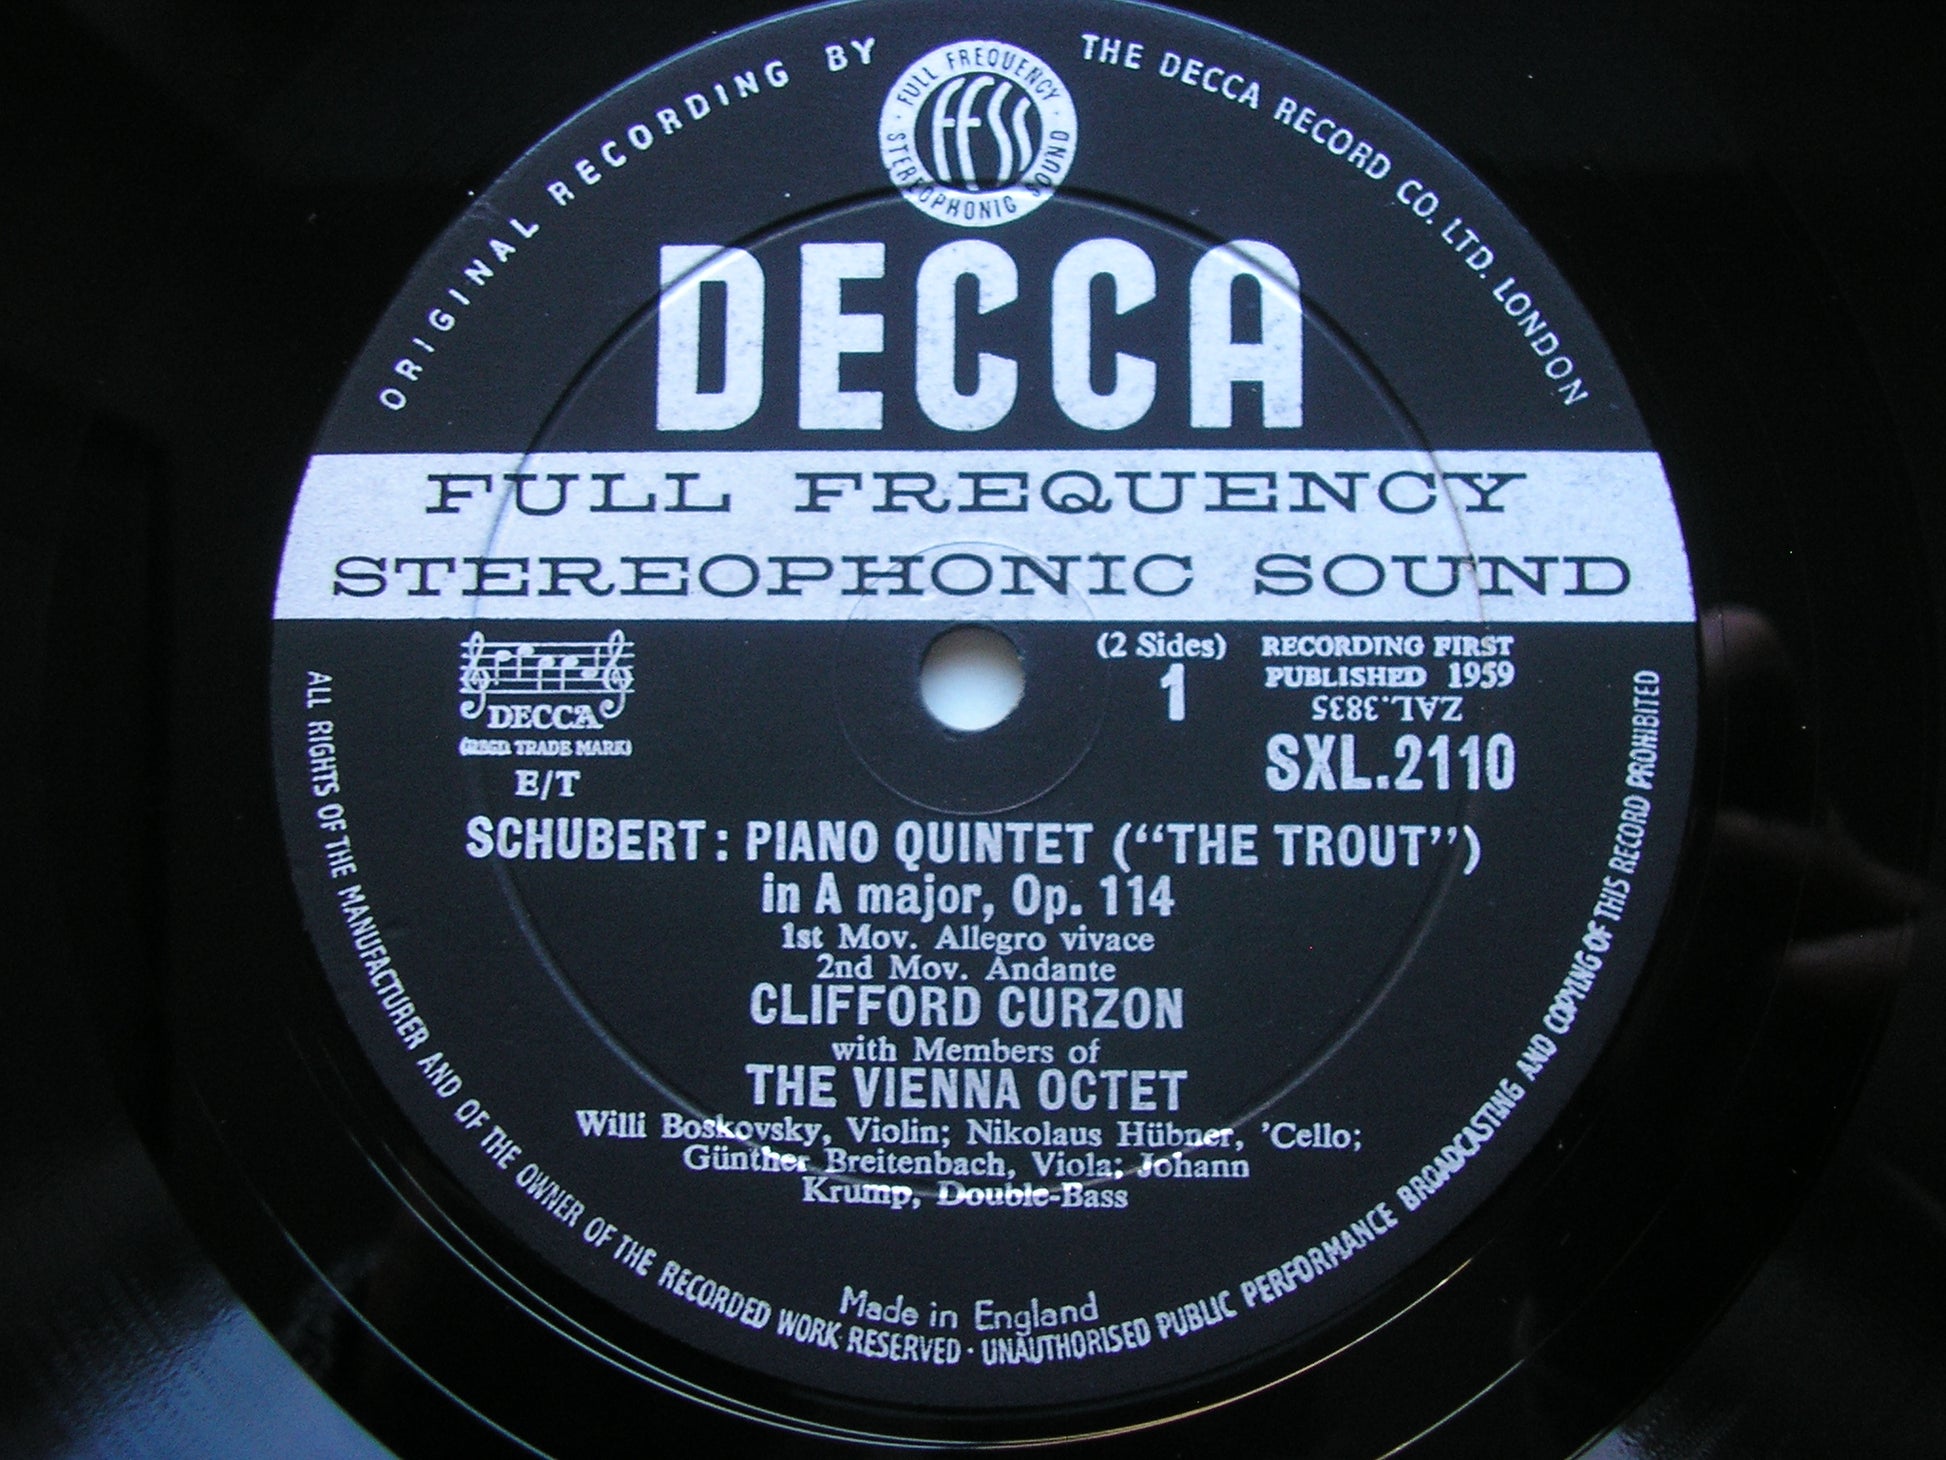 ORIGINAL RECORDING BY
THE DECCA RECORD CO. LTD. LONDON
· FULL FREQUENCY ·
STEREOPHONIC SOUND
FFSS
DECCA
FULL FREQUENCY
STEREOPHONIC SOUND
DECCA
(REGD. TRADE MARK)
E/T
(2 Sides)
1
RECORDING FIRST
PUBLISHED 1959
ZAL.3835
SXL.2110
SCHUBERT: PIANO QUINTET (“THE TROUT”)
in A major, Op. 114
1st Mov. Allegro vivace
2nd Mov. Andante
CLIFFORD CURZON
with Members of
THE VIENNA OCTET
Willi Boskovsky, Violin; Nikolaus Hübner, 'Cello;
Günther Breitenbach, Viola; Johann
Krump, Double-Bass
Made in England
ALL RIGHTS OF THE MANUFACTURER AND OF THE OWNER OF THE RECORDED WORK RESERVED · UNAUTHORISED PUBLIC PERFORMANCE BROADCASTING AND COPYING OF THIS RECORD PROHIBITED